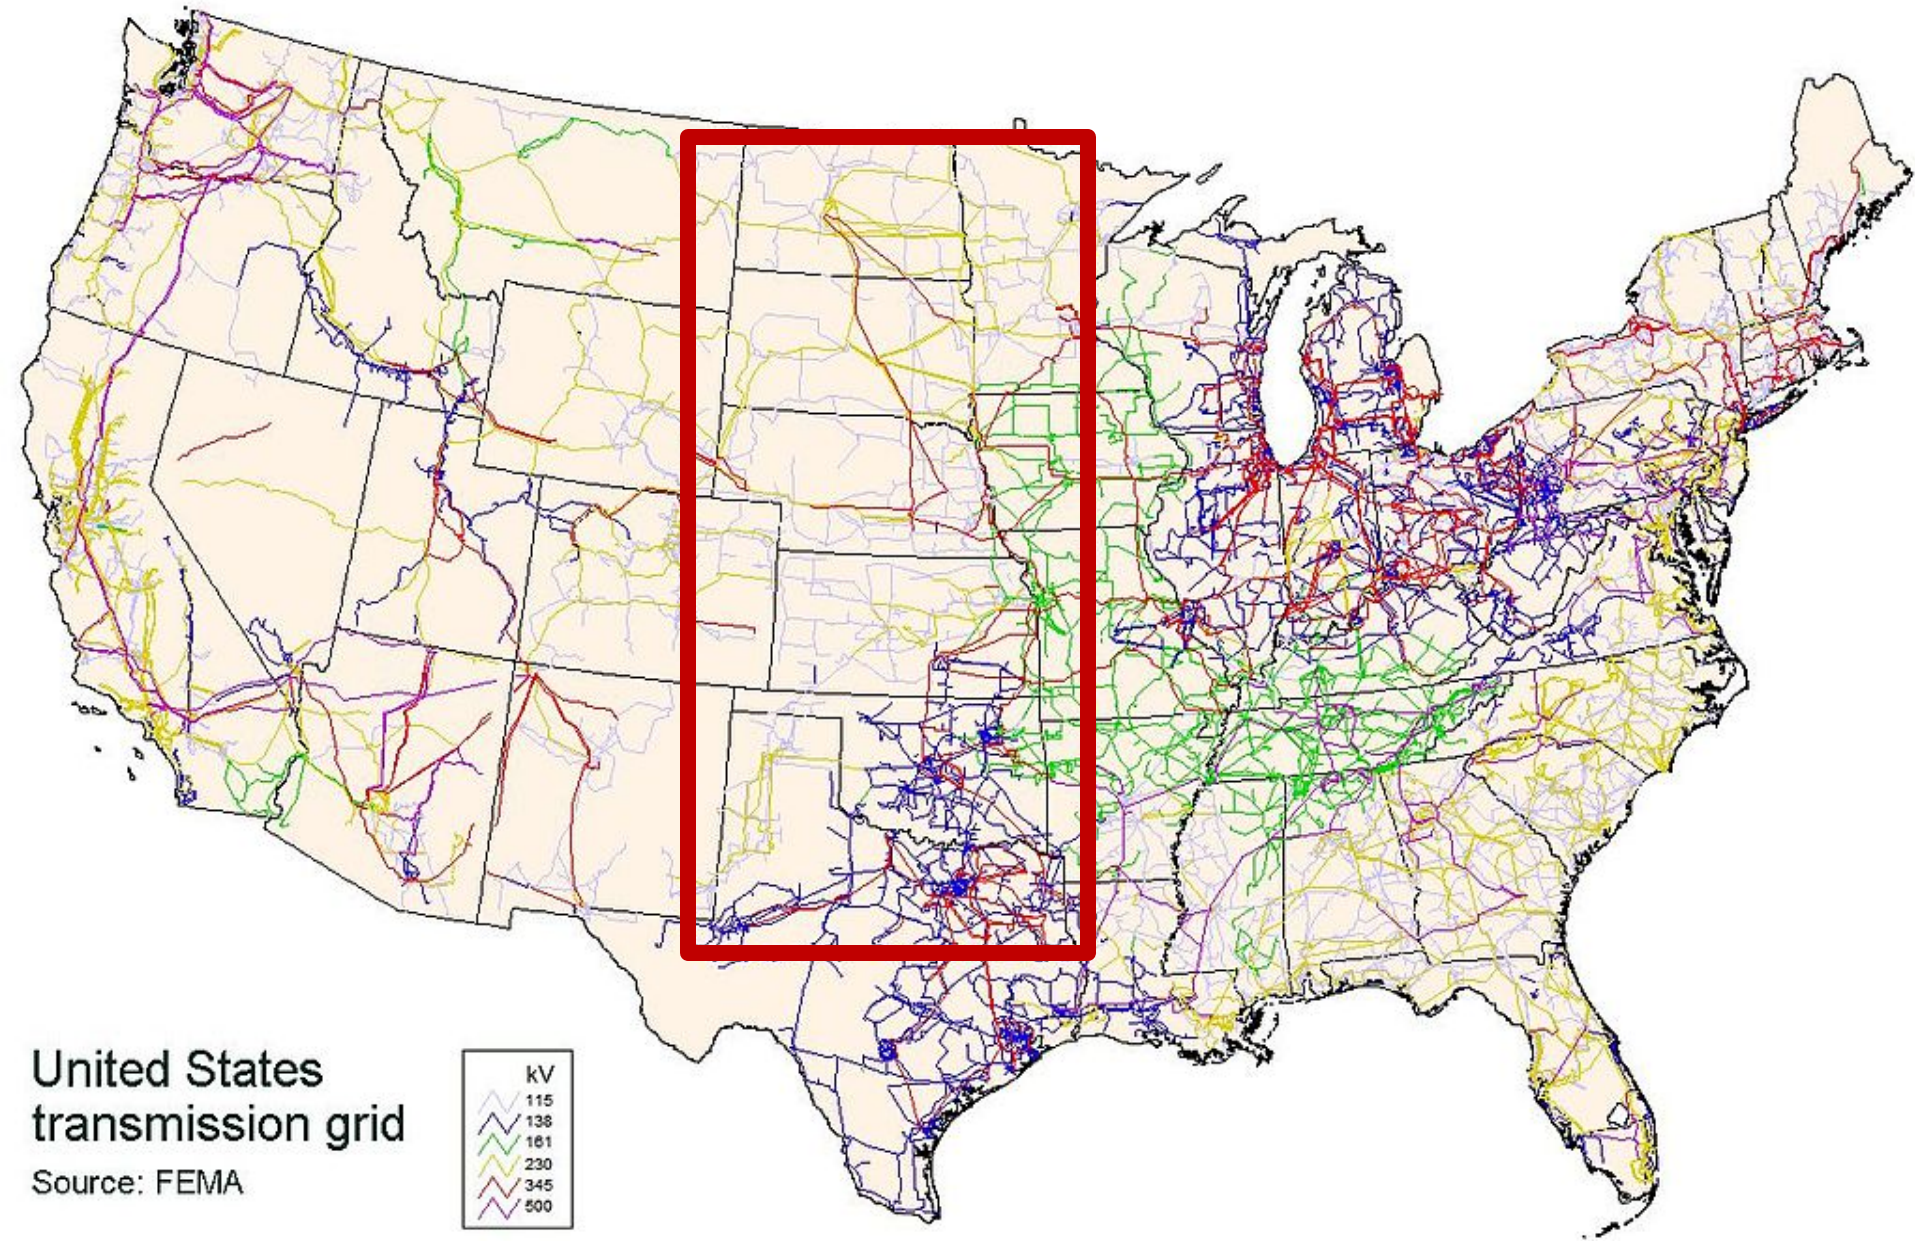 United States
transmission grid
Source: FEMA
kV
115
138
161
230
345
500